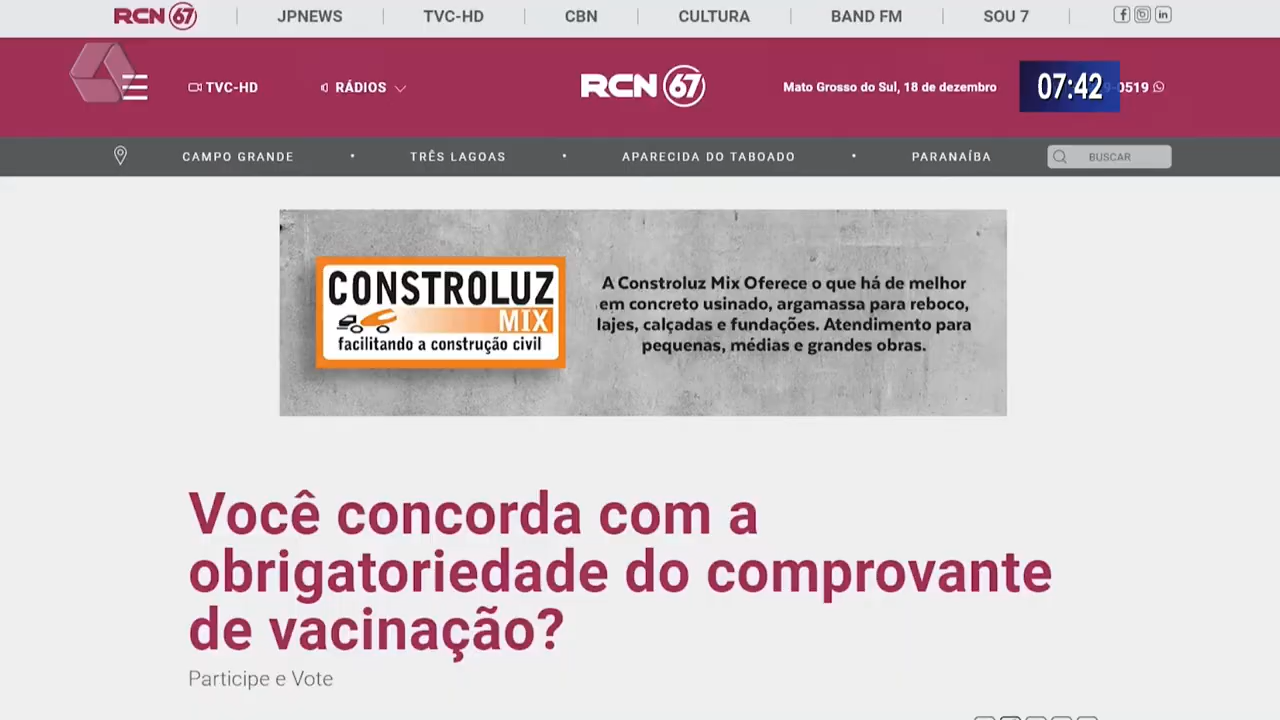 RCN 67 JPNEWS TVC-HD CBN CULTURA BAND FM SOU 7
TVC-HD RÁDIOS RCN 67 Mato Grosso do Sul, 18 de dezembro 07:42 9-0519
CAMPO GRANDE • TRÊS LAGOAS • APARECIDA DO TABOADO • PARANAÍBA BUSCAR
CONSTROLUZ
MIX
facilitando a construção civil
A Constroluz Mix Oferece o que há de melhor
em concreto usinado, argamassa para reboco,
lajes, calçadas e fundações. Atendimento para
pequenas, médias e grandes obras.
Você concorda com a
obrigatoriedade do comprovante
de vacinação?
Participe e Vote